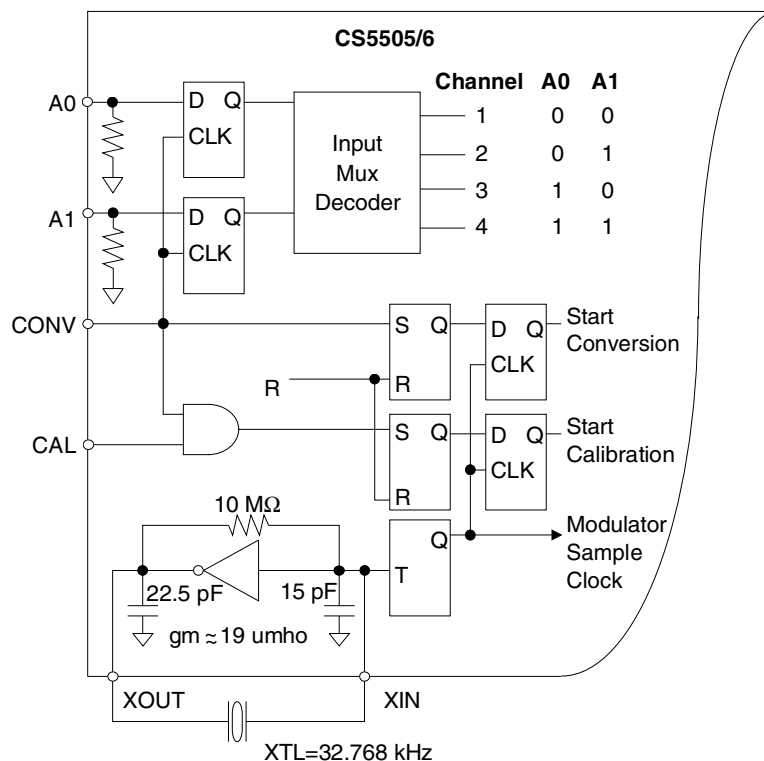 CS5505/6
Channel A0 A1
1 0 0
2 0 1
3 1 0
4 1 1
A0
D Q
CLK
Input
Mux
Decoder
A1
D Q
CLK
CONV
S Q
R
D Q
CLK
Start
Conversion
R
CAL
S Q
R
D Q
CLK
Start
Calibration
10 MΩ
22.5 pF
15 pF
gm ≈ 19 umho
T
Q
Modulator
Sample
Clock
XOUT
XIN
XTL=32.768 kHz